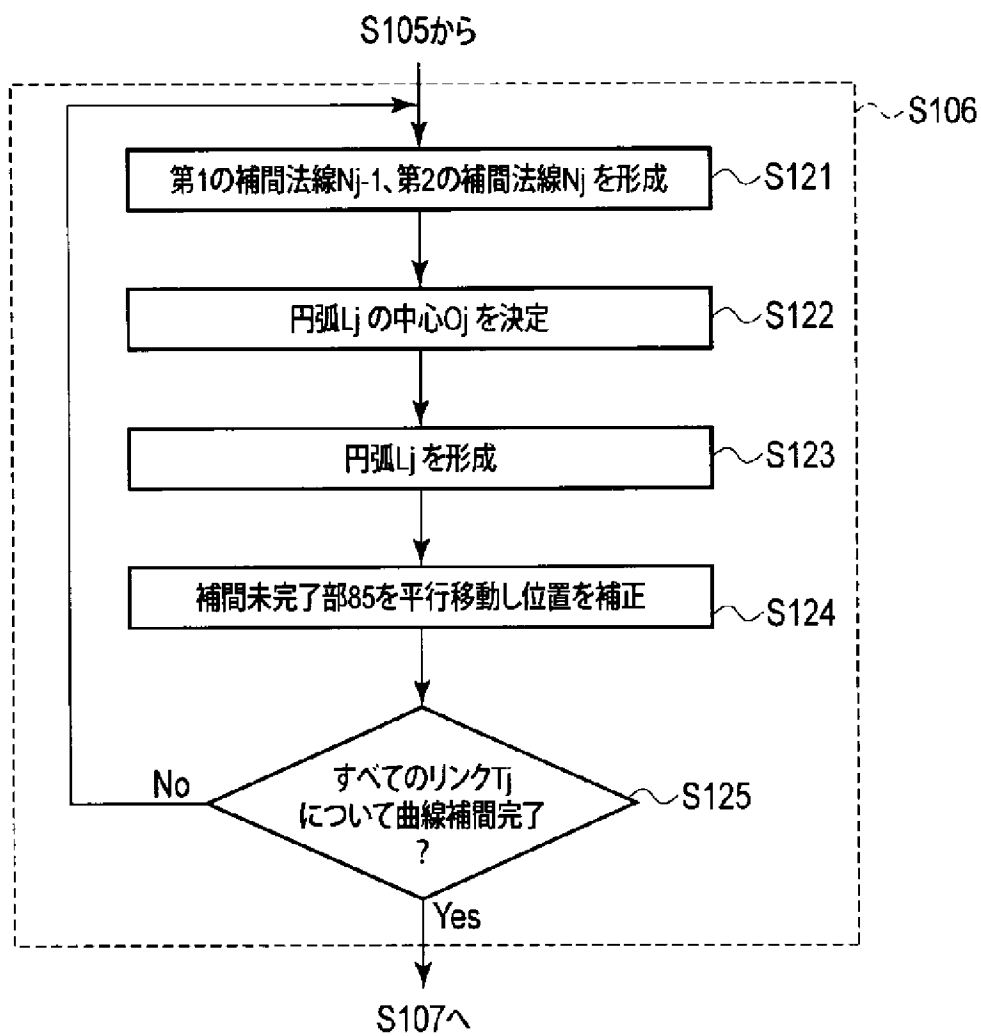 S105から
S106
第1の補間法線Nj-1、第2の補間法線Nj を形成
S121
円弧Lj の中心Oj を決定
S122
円弧Lj を形成
S123
補間未完了部85を平行移動し位置を補正
S124
すべてのリンクTj
について曲線補間完了
?
S125
No
Yes
S107へ